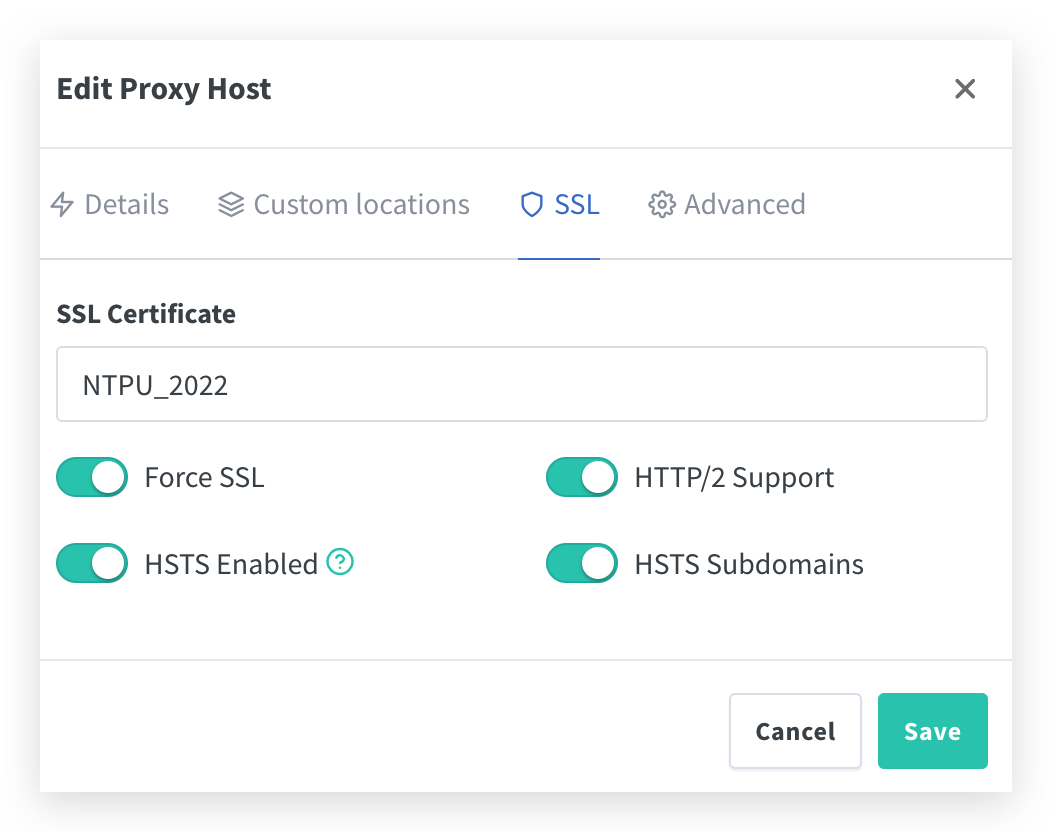 Edit Proxy Host
Details Custom locations SSL Advanced
SSL Certificate
NTPU_2022
Force SSL HTTP/2 Support
HSTS Enabled ? HSTS Subdomains
Cancel Save